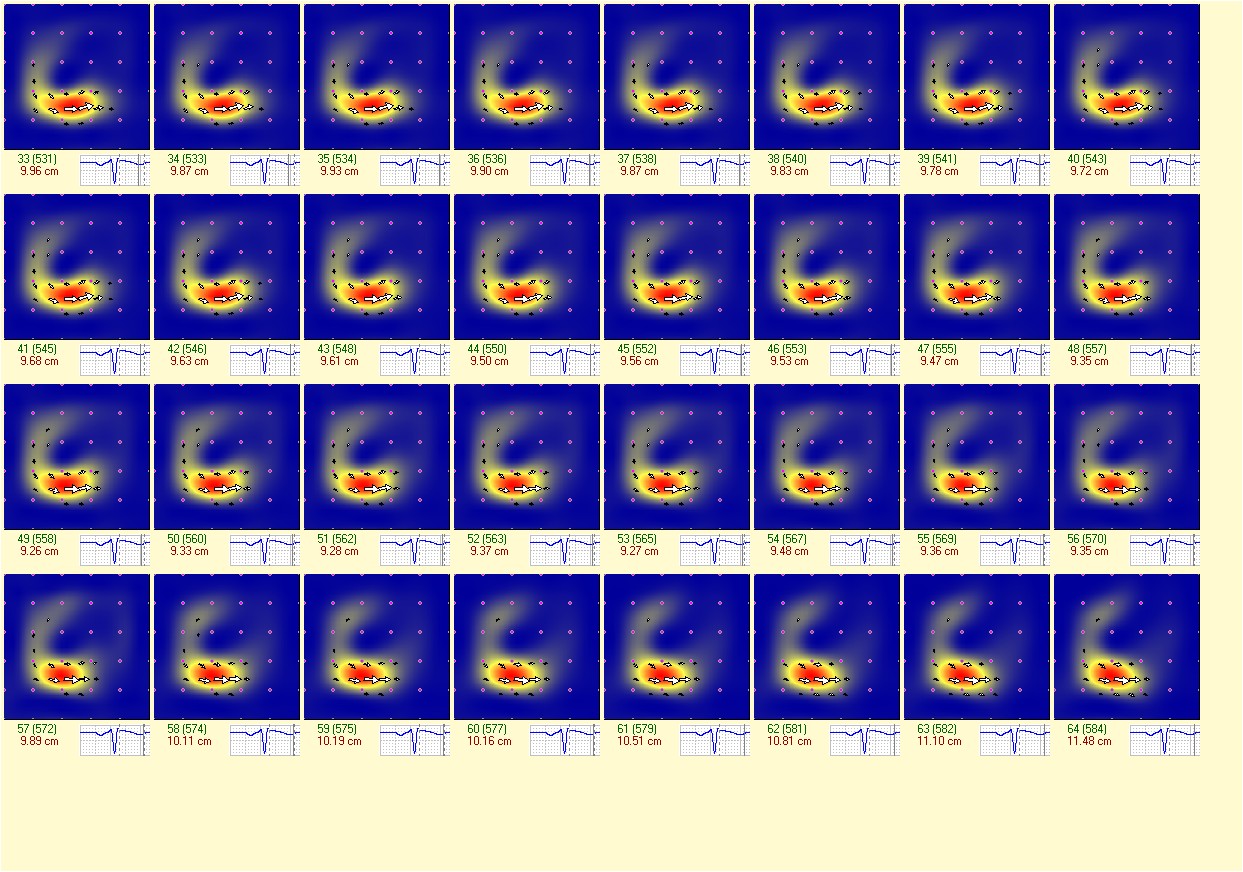 33 (531)
9.96 cm
34 (533)
9.87 cm
35 (534)
9.93 cm
36 (536)
9.90 cm
37 (538)
9.87 cm
38 (540)
9.83 cm
39 (541)
9.78 cm
40 (543)
9.72 cm
41 (545)
9.68 cm
42 (546)
9.63 cm
43 (548)
9.61 cm
44 (550)
9.50 cm
45 (552)
9.56 cm
46 (553)
9.53 cm
47 (555)
9.47 cm
48 (557)
9.35 cm
49 (558)
9.26 cm
50 (560)
9.33 cm
51 (562)
9.28 cm
52 (563)
9.37 cm
53 (565)
9.27 cm
54 (567)
9.48 cm
55 (569)
9.36 cm
56 (570)
9.35 cm
57 (572)
9.89 cm
58 (574)
10.11 cm
59 (575)
10.19 cm
60 (577)
10.16 cm
61 (579)
10.51 cm
62 (581)
10.81 cm
63 (582)
11.10 cm
64 (584)
11.48 cm